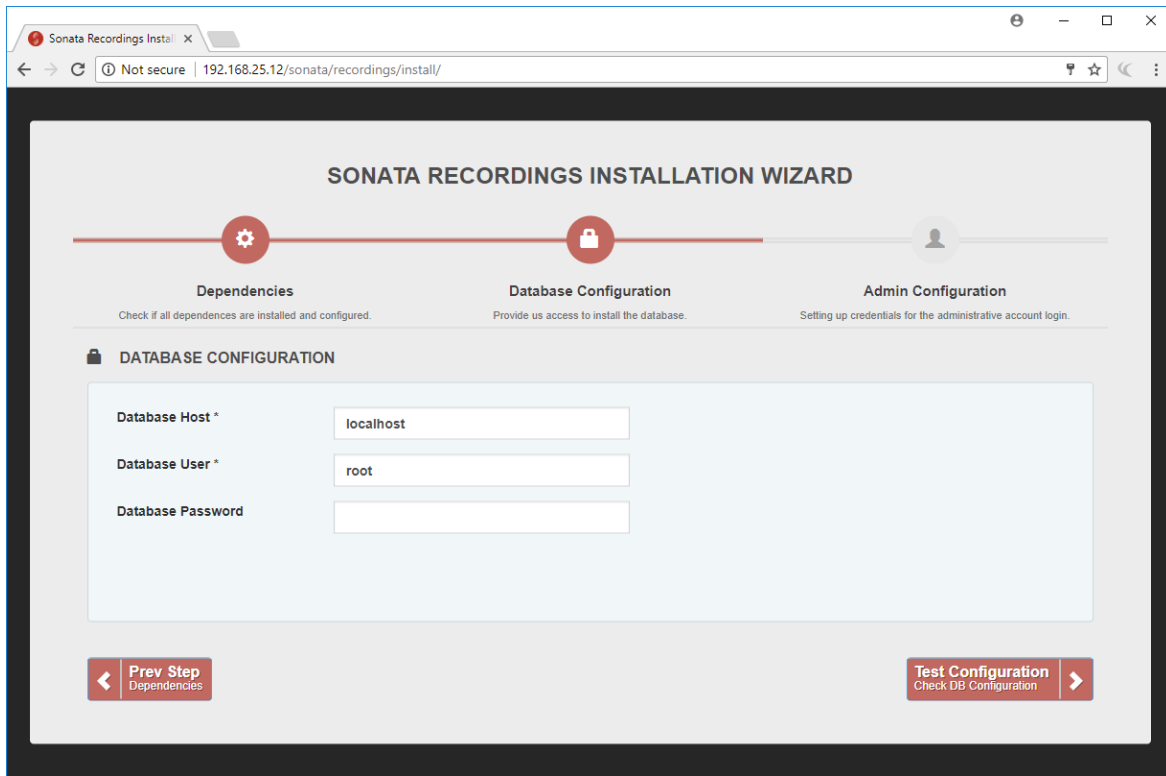 Sonata Recordings Instal
Not secure | 192.168.25.12/sonata/recordings/install/
SONATA RECORDINGS INSTALLATION WIZARD
Dependencies
Check if all dependences are installed and configured.
Database Configuration
Provide us access to install the database.
Admin Configuration
Setting up credentials for the administrative account login.
DATABASE CONFIGURATION
Database Host *
localhost
Database User *
root
Database Password
Prev Step
Dependencies
Test Configuration
Check DB Configuration